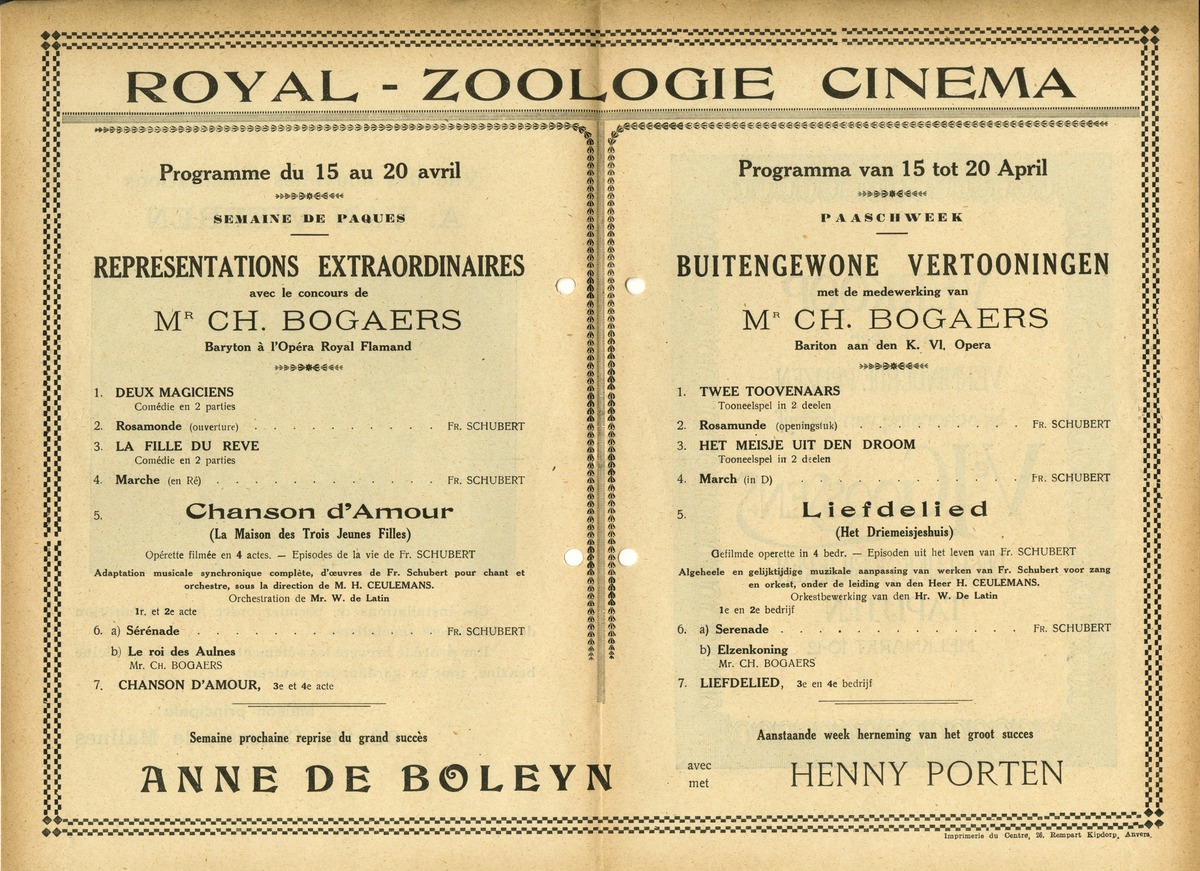 ROYAL - ZOOLOGIE CINEMA
Programme du 15 au 20 avril
SEMAINE DE PAQUES
REPRESENTATIONS EXTRAORDINAIRES
avec le concours de
MR CH. BOGAERS
Baryton à l'Opéra Royal Flamand
1. DEUX MAGICIENS
Comédie en 2 parties
2. Rosamonde (ouverture) . . . . . . . . . . FR. SCHUBERT
3. LA FILLE DU REVE
Comédie en 2 parties
4. Marche (en Ré) . . . . . . . . . . . . FR. SCHUBERT
5. Chanson d'Amour
(La Maison des Trois Jeunes Filles)
Opérette filmée en 4 actes. — Episodes de la vie de Fr. SCHUBERT
Adaptation musicale synchronique complète, d'œuvres de Fr. Schubert pour chant et
orchestre, sous la direction de M. H. CEULEMANS.
Orchestration de Mr. W. de Latin
1r. et 2e acte
6. a) Sérénade . . . . . . . . . . . . . FR. SCHUBERT
b) Le roi des Aulnes
Mr. CH. BOGAERS
7. CHANSON D'AMOUR, 3e et 4e acte
Semaine prochaine reprise du grand succès
ANNE DE BOLEYN
Programma van 15 tot 20 April
PAASCHWEEK
BUITENGEWONE VERTOONINGEN
met de medewerking van
MR CH. BOGAERS
Bariton aan den K. Vl. Opera
1. TWEE TOOVENAARS
Tooneelspel in 2 deelen
2. Rosamunde (openingstuk) . . . . . . . . . FR. SCHUBERT
3. HET MEISJE UIT DEN DROOM
Tooneelspel in 2 deelen
4. March (in D) . . . . . . . . . . . . . FR. SCHUBERT
5. Liefdelied
(Het Driemeisjeshuis)
Gefilmde operette in 4 bedr. — Episoden uit het leven van Fr. SCHUBERT
Algeheele en gelijktijdige muzikale aanpassing van werken van Fr. Schubert voor zang
en orkest, onder de leiding van den Heer H. CEULEMANS.
Orkestbewerking van den Hr. W. De Latin
1e en 2e bedrijf
6. a) Serenade . . . . . . . . . . . . . FR. SCHUBERT
b) Elzenkoning
Mr. CH. BOGAERS
7. LIEFDELIED, 3e en 4e bedrijf
Aanstaande week herneming van het groot succes
avec
met
HENNY PORTEN
Imprimerie du Centre, 26, Rempart Kipdorp, Anvers.